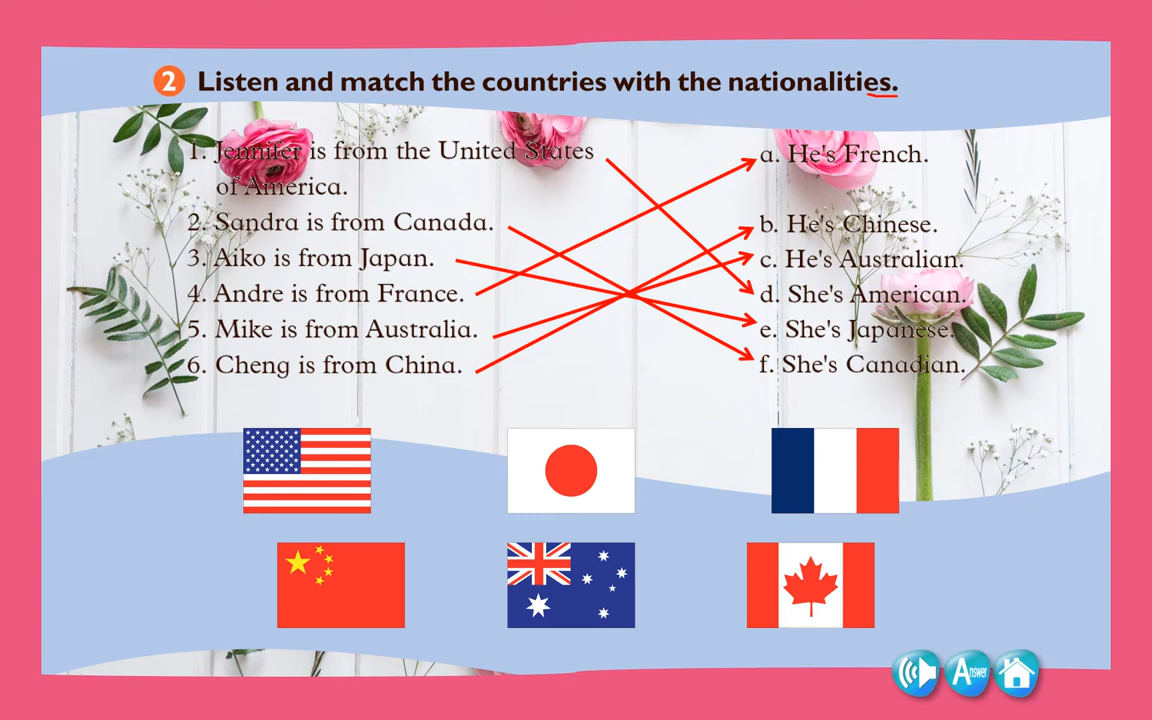 2 Listen and match the countries with the nationalities.
1. Jennifer is from the United States
of America.
2. Sandra is from Canada.
3. Aiko is from Japan.
4. Andre is from France.
5. Mike is from Australia.
6. Cheng is from China.
a. He's French.
b. He's Chinese.
c. He's Australian.
d. She's American.
e. She's Japanese.
f. She's Canadian.
Answer